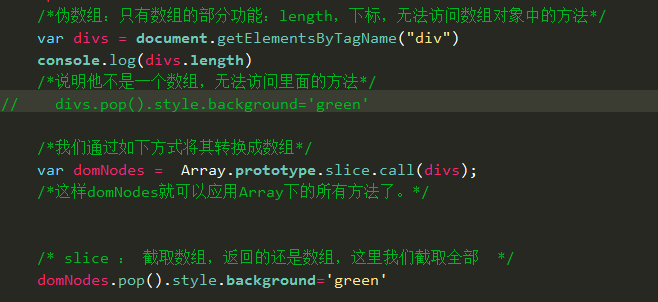 /*伪数组：只有数组的部分功能：length，下标，无法访问数组对象中的方法*/
var divs = document.getElementsByTagName("div")
console.log(divs.length)
/*说明他不是一个数组，无法访问里面的方法*/
// divs.pop().style.background='green'
/*我们通过如下方式将其转换成数组*/
var domNodes = Array.prototype.slice.call(divs);
/*这样domNodes就可以应用Array下的所有方法了。*/
/* slice ： 截取数组，返回的还是数组，这里我们截取全部 */
domNodes.pop().style.background='green'